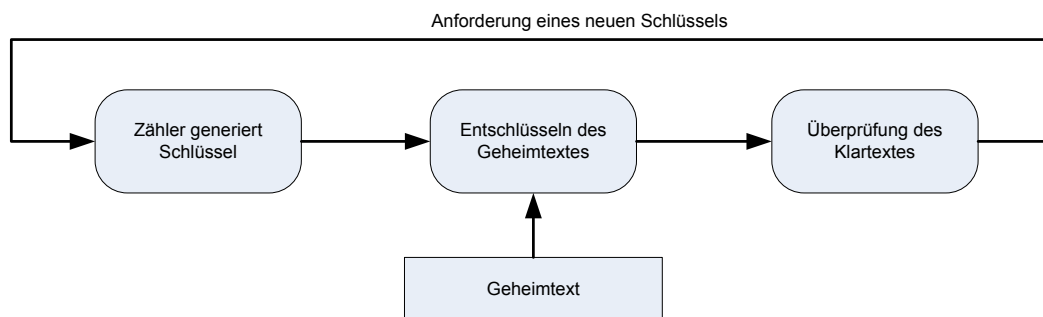 Anforderung eines neuen Schlüssels
Zähler generiert
Schlüssel
Entschlüsseln des
Geheimtextes
Überprüfung des
Klartextes
Geheimtext